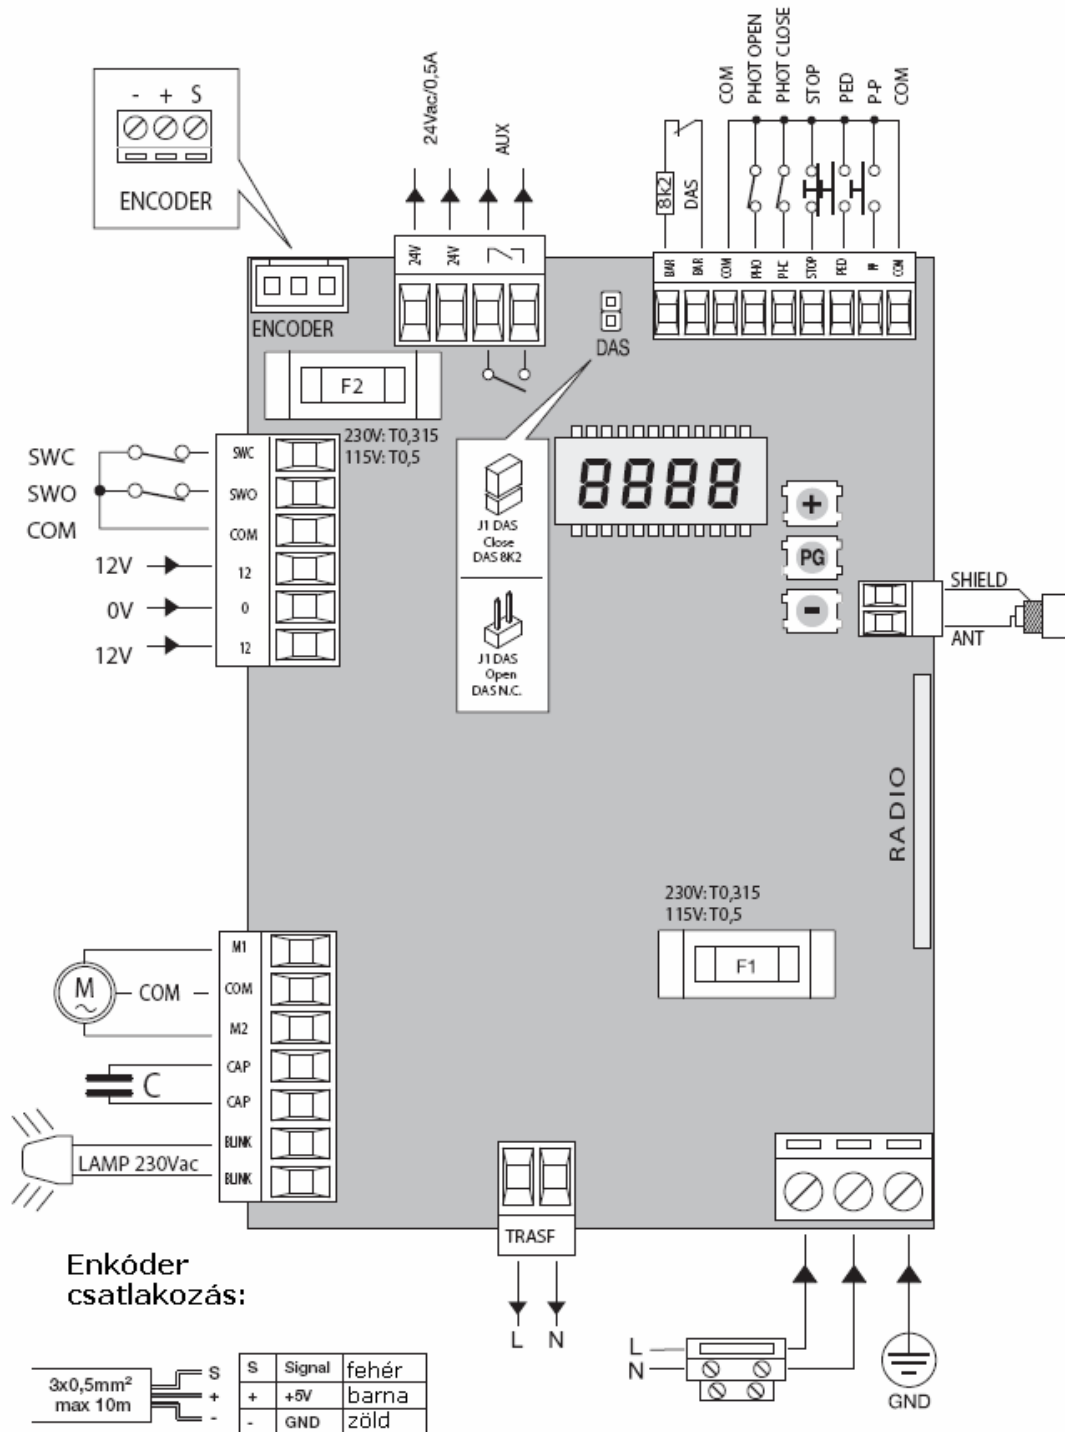 - + S
ENCODER
24Vac/0,5A
AUX
8k2
DAS
COM
PHOT OPEN
PHOT CLOSE
STOP
PED
P-P
COM
24V
24V
BAR
BAR
COM
PHO
PHC
STOP
PED
PP
COM
ENCODER
DAS
F2
230V: T0,315
115V: T0,5
SWC
SWO
COM
12V
0V
12V
SWC
SWO
COM
12
0
12
J1 DAS
Close
DAS 8K2
J1 DAS
Open
DAS N.C.
8888
+
PG
-
SHIELD
ANT
RADIO
230V: T0,315
115V: T0,5
F1
M
~
COM
C
LAMP 230Vac
M1
COM
M2
CAP
CAP
BLINK
BLINK
TRASF
L N
L
N
GND
Enkóder
csatlakozás:
3x0,5mm²
max 10m
S
+
-
S Signal fehér
+ +5V barna
- GND zöld